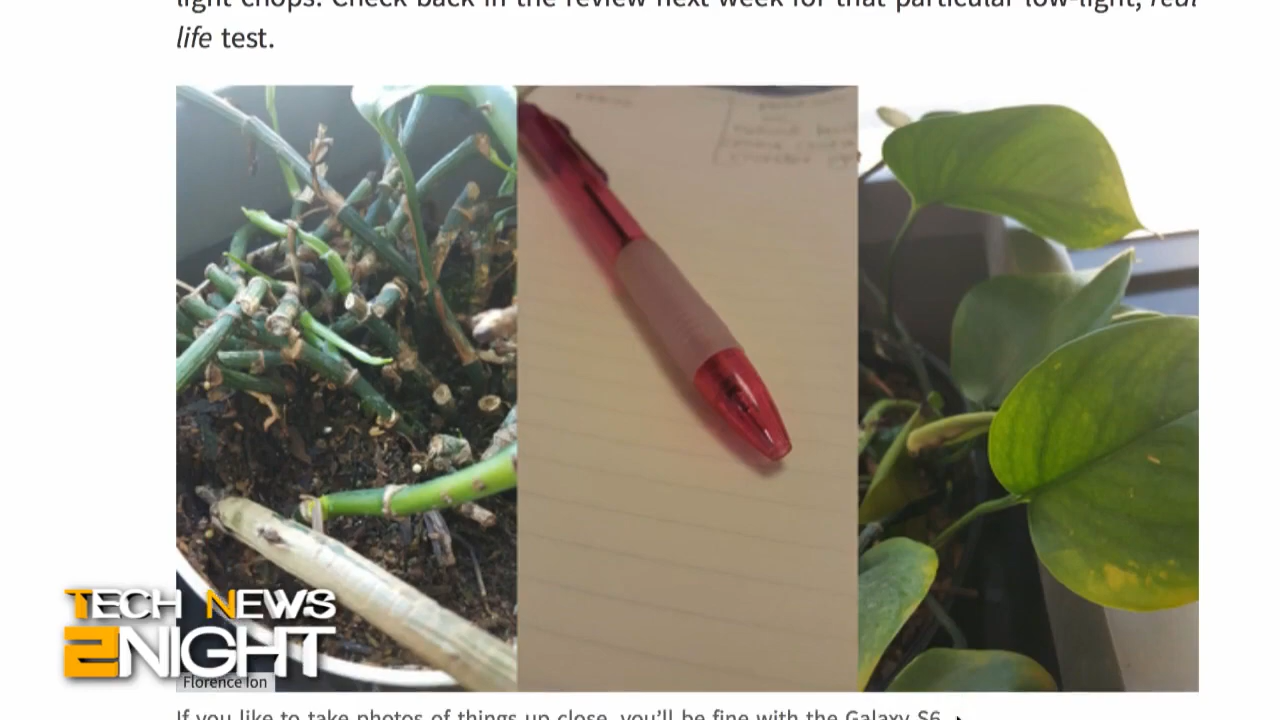 light chops. Check back in the review next week for that particular low-light, real
life test.
TECH NEWS
2NIGHT
Florence Ion
If you like to take photos of things up close, you'll be fine with the Galaxy S6.